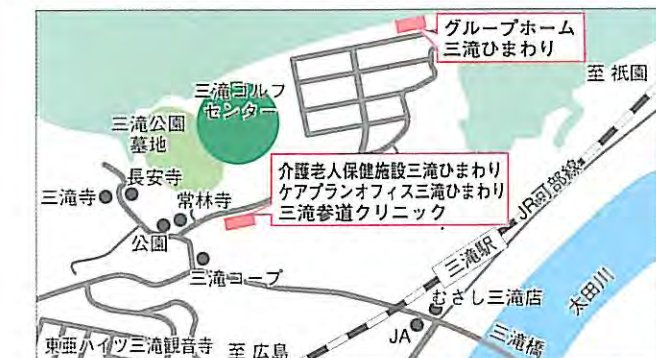 グループホーム
三滝ひまわり
至 祇園
三滝ゴルフ
センター
三滝公園
墓地
介護老人保健施設三滝ひまわり
ケアプランオフィス三滝ひまわり
三滝参道クリニック
長安寺
三滝寺
常林寺
公園
三滝コープ
JR可部線
三滝駅
太田川
むさし三滝店
JA
三滝橋
東亜ハイツ三滝観音寺
至 広島